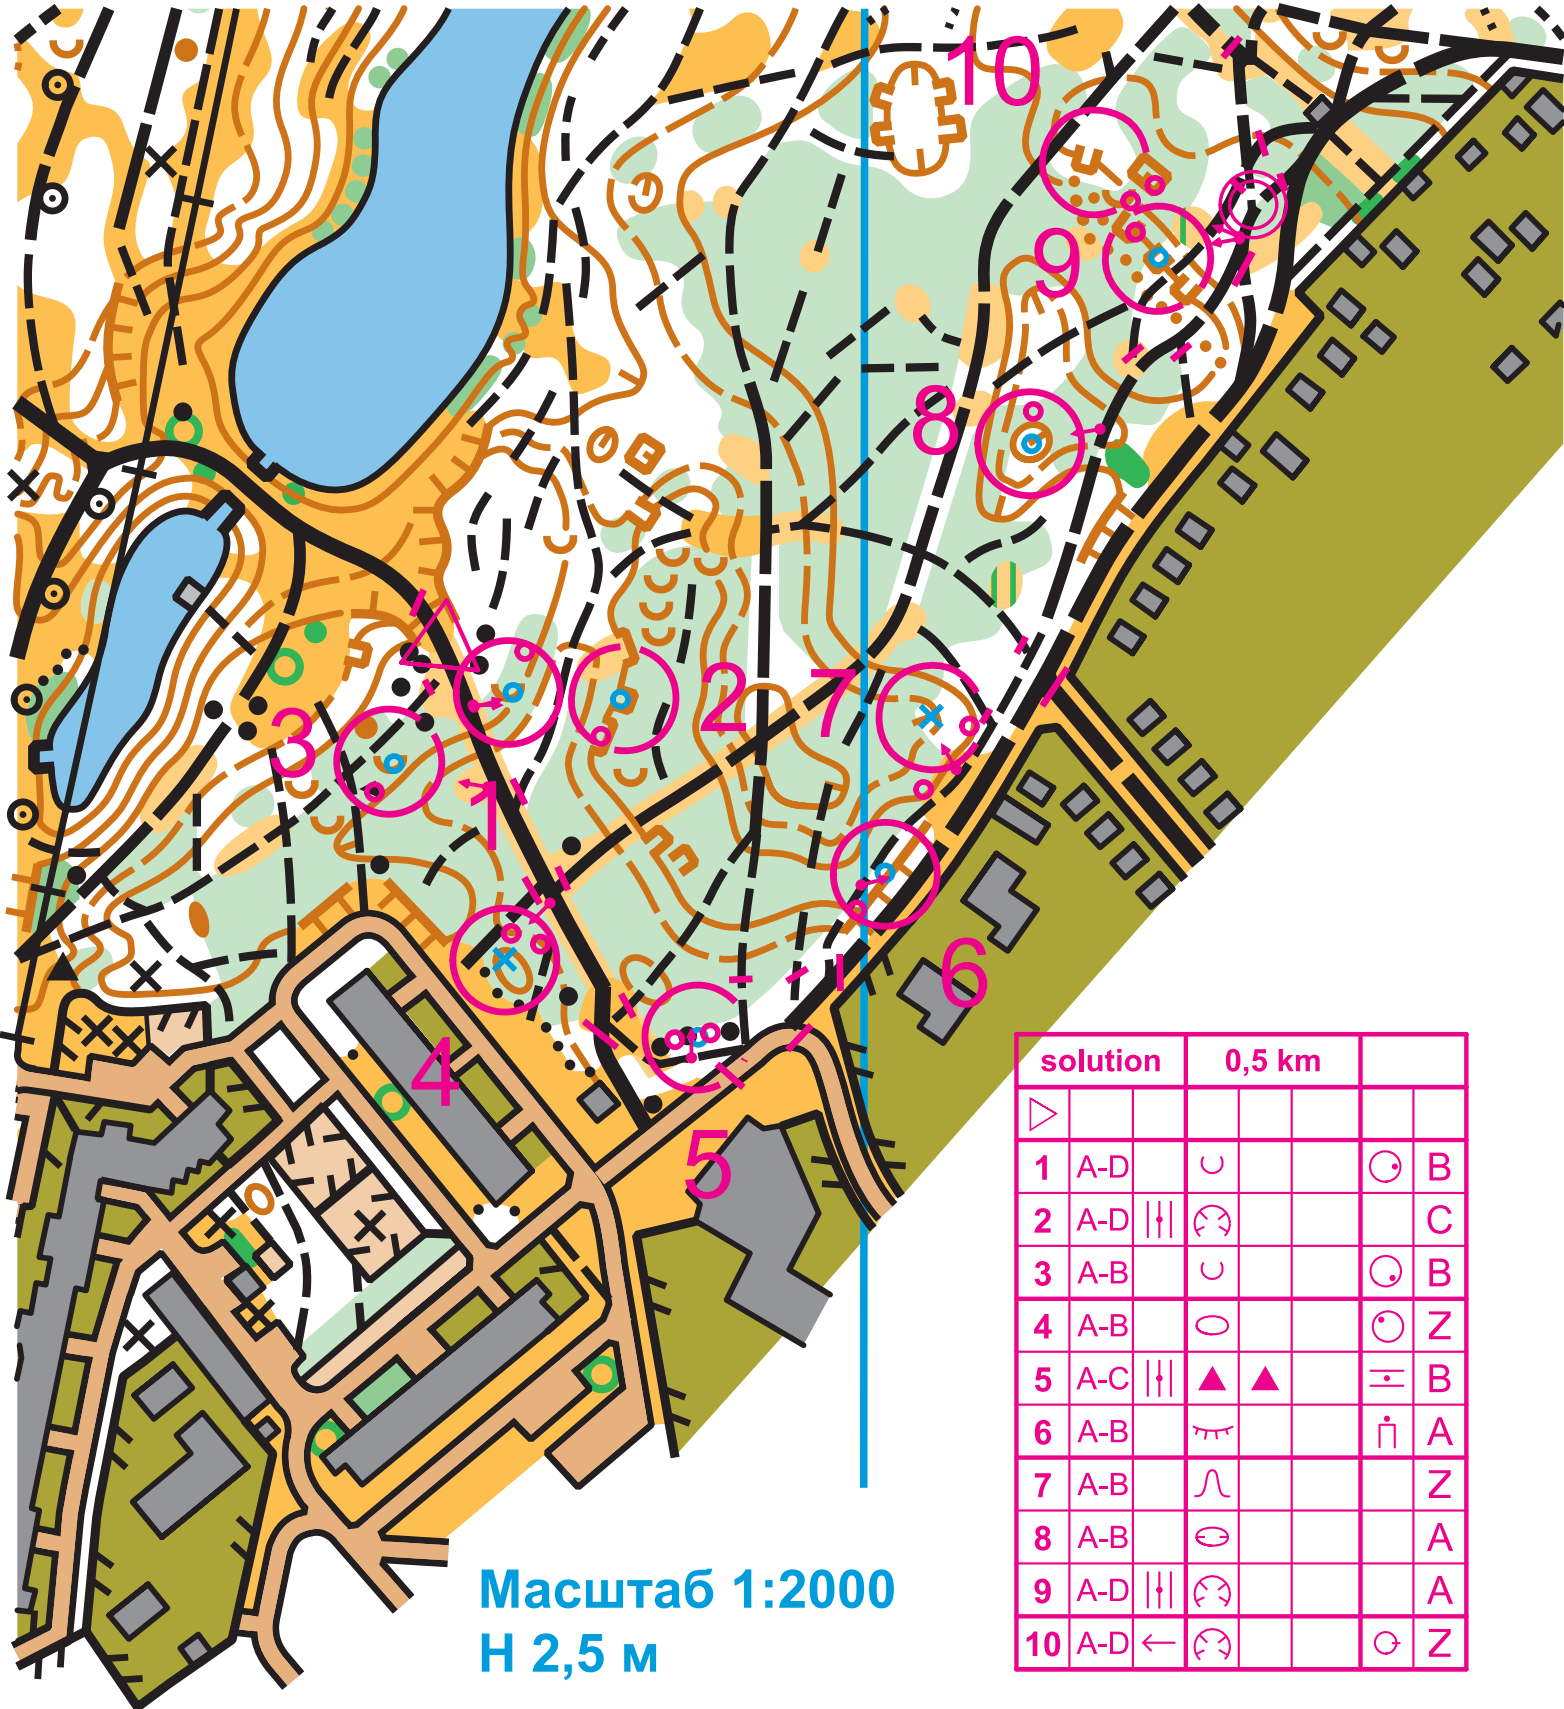 10
9
8
7
2
3
1
6
4
5
solution 0,5 km
1 A-D B
2 A-D C
3 A-B B
4 A-B Z
5 A-C B
6 A-B A
7 A-B Z
8 A-B A
9 A-D A
10 A-D Z
Масштаб 1:2000
H 2,5 м